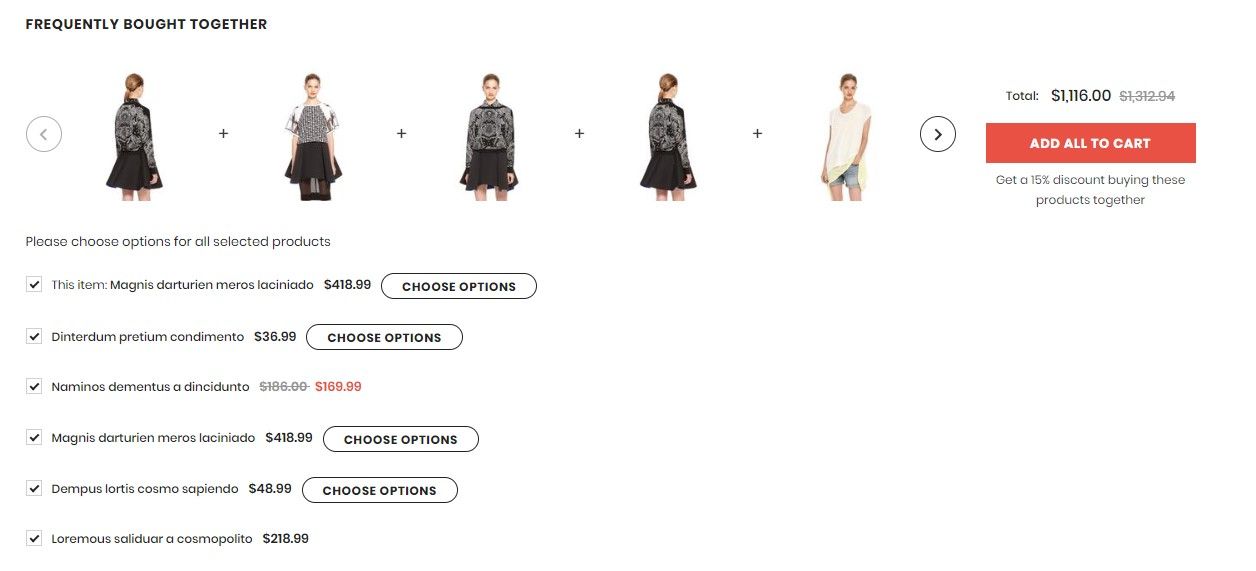 FREQUENTLY BOUGHT TOGETHER
+ + + +
Total: $1,116.00 $1,312.94
ADD ALL TO CART
Get a 15% discount buying these
products together
Please choose options for all selected products
This item: Magnis darturien meros laciniado $418.99 CHOOSE OPTIONS
Dinterdum pretium condimento $36.99 CHOOSE OPTIONS
Naminos dementus a dincidunto $186.00 $169.99
Magnis darturien meros laciniado $418.99 CHOOSE OPTIONS
Dempus lortis cosmo sapiendo $48.99 CHOOSE OPTIONS
Loremous saliduar a cosmopolito $218.99